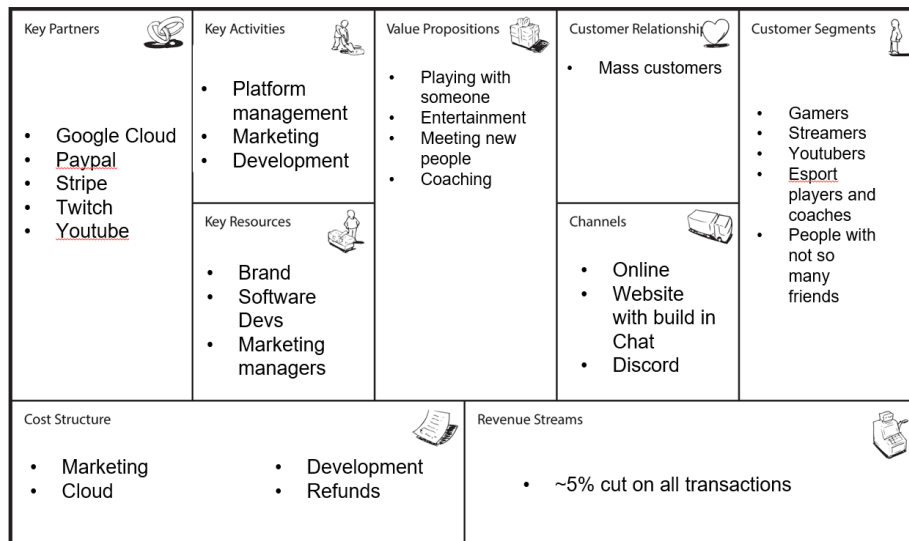 Key Partners
• Google Cloud
• Paypal
• Stripe
• Twitch
• Youtube
Key Activities
• Platform
management
• Marketing
• Development
Key Resources
• Brand
• Software
Devs
• Marketing
managers
Value Propositions
• Playing with
someone
• Entertainment
• Meeting new
people
• Coaching
Customer Relationship
• Mass customers
Channels
• Online
• Website
with build in
Chat
• Discord
Customer Segments
• Gamers
• Streamers
• Youtubers
• Esport
players and
coaches
• People with
not so
many
friends
Cost Structure
• Marketing
• Cloud
• Development
• Refunds
Revenue Streams
• ~5% cut on all transactions